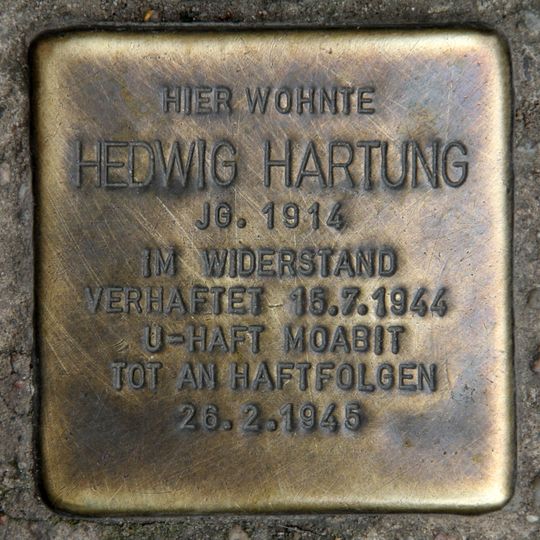 HIER WOHNTE
HEDWIG HARTUNG
JG. 1914
IM WIDERSTAND
VERHAFTET 15.7.1944
U-HAFT MOABIT
TOT AN HAFTFOLGEN
26.2.1945